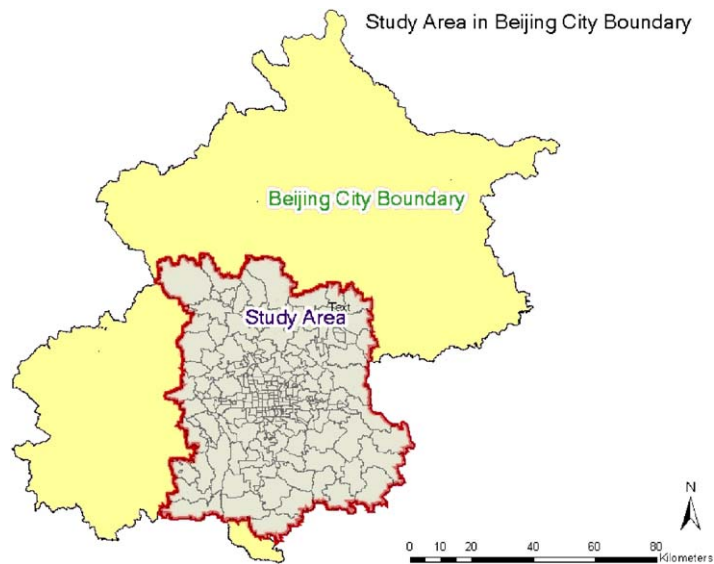 Study Area in Beijing City Boundary
Beijing City Boundary
Text
Study Area
N
0 10 20 40 60 80
Kilometers